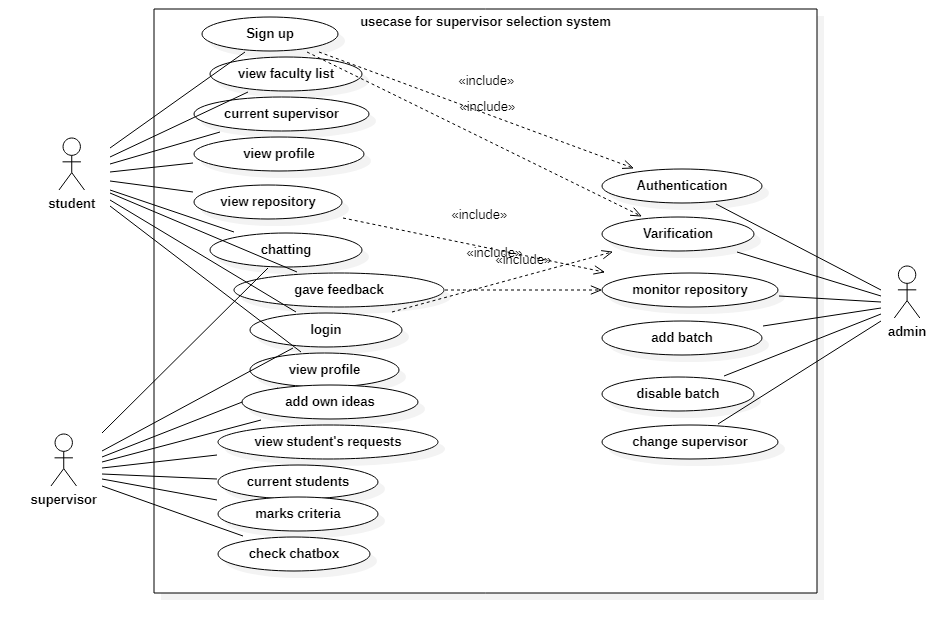 usecase for supervisor selection system
Sign up
view faculty list
«include»
current supervisor
«include»
view profile
Authentication
student
view repository
«include»
Varification
chatting
«include»
«include»
gave feedback
monitor repository
login
admin
add batch
view profile
disable batch
add own ideas
view student's requests
change supervisor
current students
supervisor
marks criteria
check chatbox